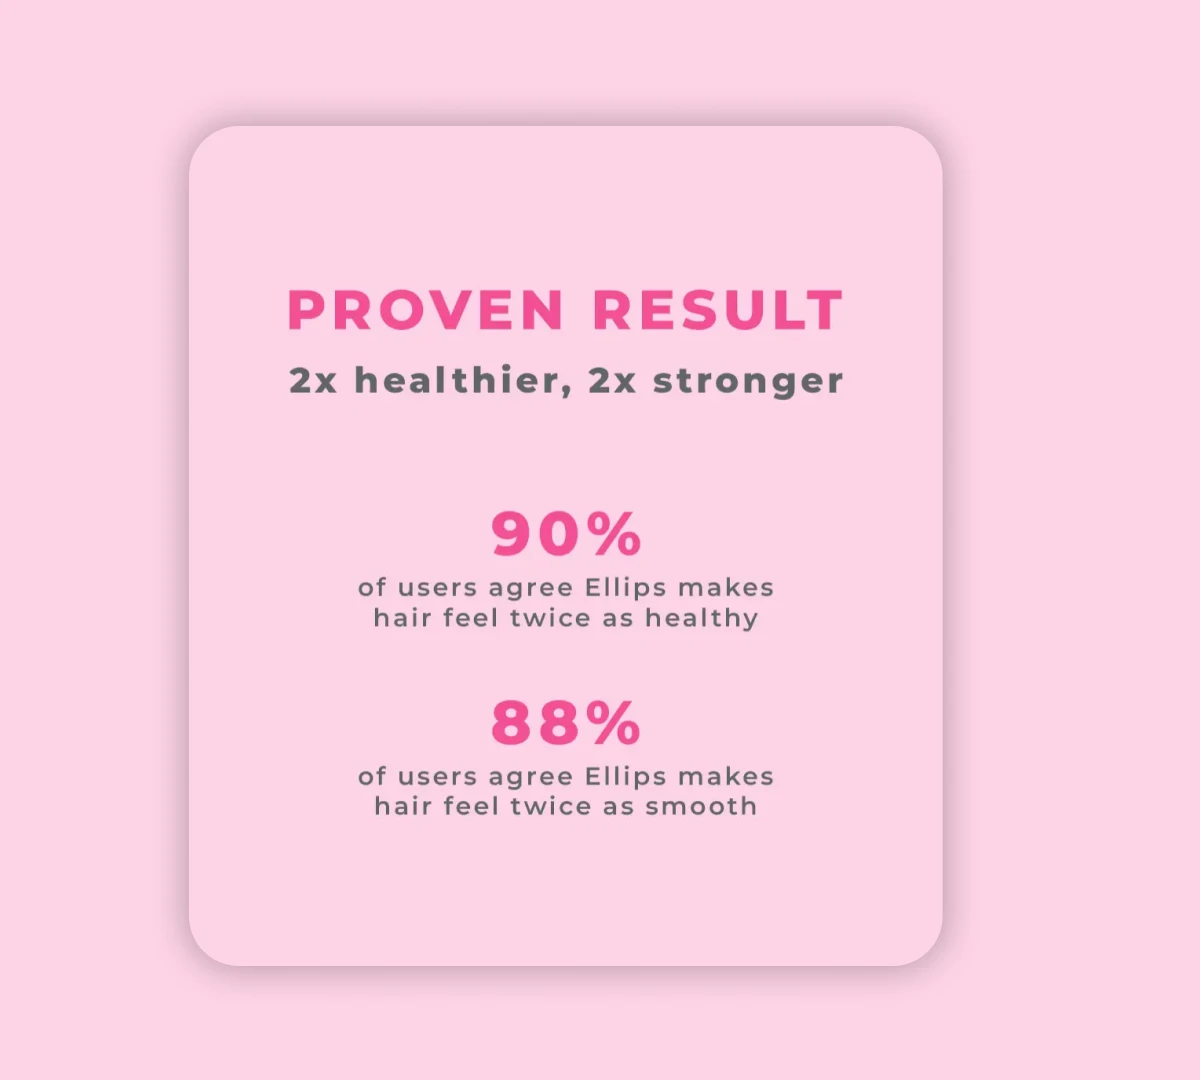 PROVEN RESULT
2x healthier, 2x stronger
90%
of users agree Ellips makes
hair feel twice as healthy
88%
of users agree Ellips makes
hair feel twice as smooth